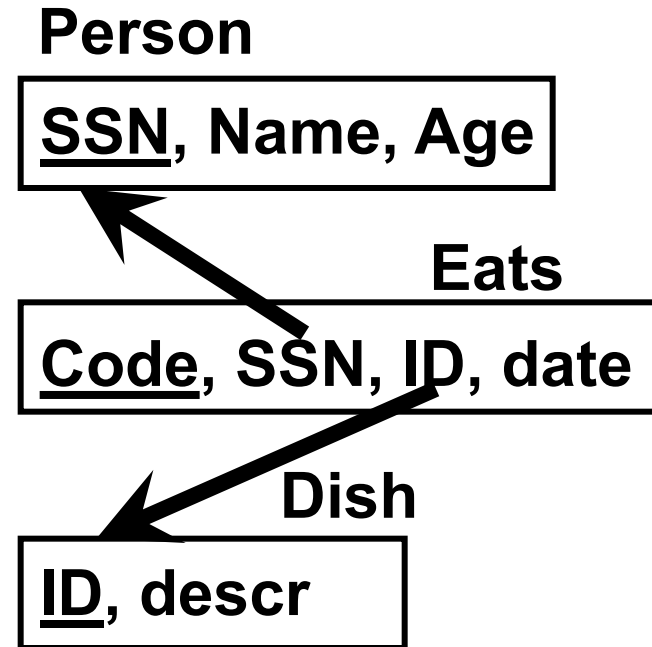 Person
SSN, Name, Age
Eats
Code, SSN, ID, date
Dish
ID, descr